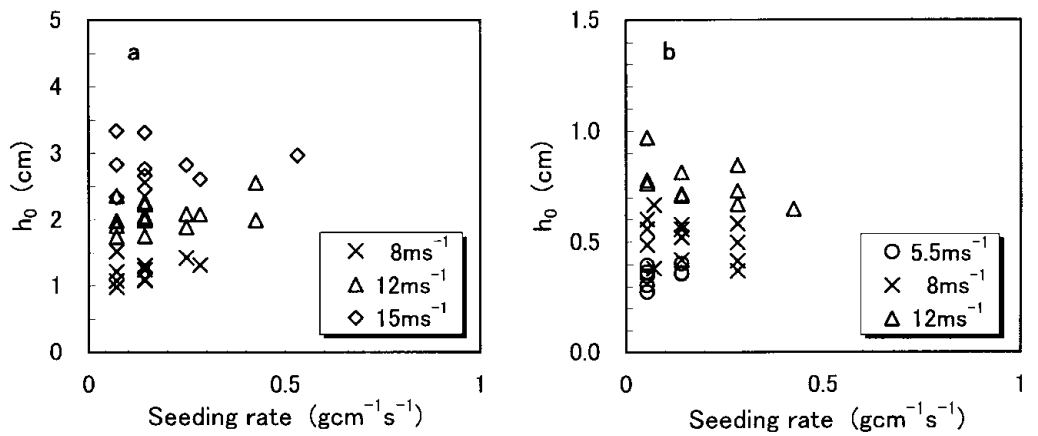 a
5
4
3
2
1
0
h₀ (cm)
8ms⁻¹
12ms⁻¹
15ms⁻¹
0
0.5
1
Seeding rate (gcm⁻¹s⁻¹)
b
1.5
1.0
0.5
0.0
h₀ (cm)
5.5ms⁻¹
8ms⁻¹
12ms⁻¹
0
0.5
1
Seeding rate (gcm⁻¹s⁻¹)